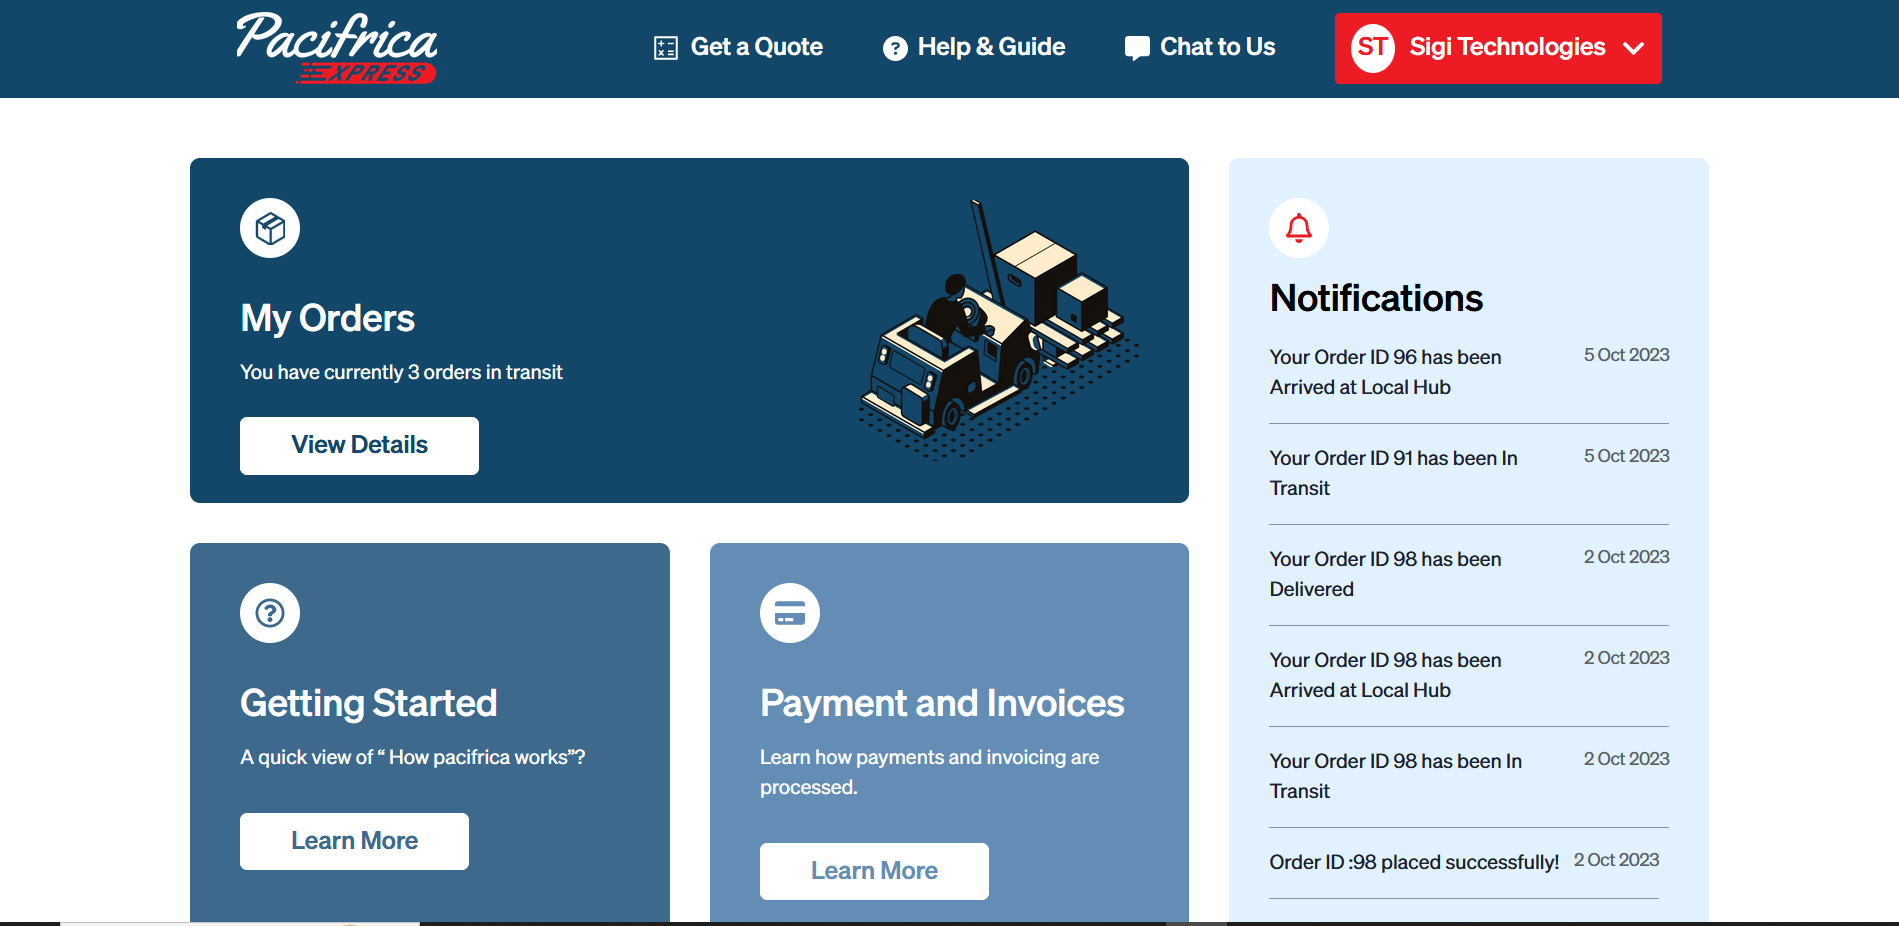 Pacifrica
XPRESS
Get a Quote
Help & Guide
Chat to Us
ST
Sigi Technologies
My Orders
You have currently 3 orders in transit
View Details
Getting Started
A quick view of “ How pacifrica works”?
Learn More
Payment and Invoices
Learn how payments and invoicing are
processed.
Learn More
Notifications
Your Order ID 96 has been 5 Oct 2023
Arrived at Local Hub
Your Order ID 91 has been In 5 Oct 2023
Transit
Your Order ID 98 has been 2 Oct 2023
Delivered
Your Order ID 98 has been 2 Oct 2023
Arrived at Local Hub
Your Order ID 98 has been In 2 Oct 2023
Transit
Order ID :98 placed successfully! 2 Oct 2023